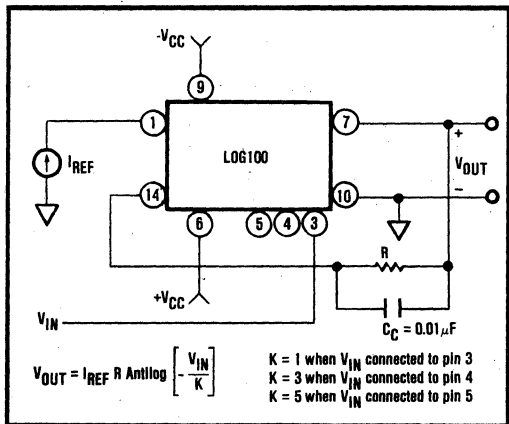 -VCC
9
1
7
+
LOG100
IREF
VOUT
14
10
-
6
5
4
3
R
+VCC
VIN
CC = 0.01μF
VOUT = IREF R Antilog [- VIN / K]
K = 1 when VIN connected to pin 3
K = 3 when VIN connected to pin 4
K = 5 when VIN connected to pin 5